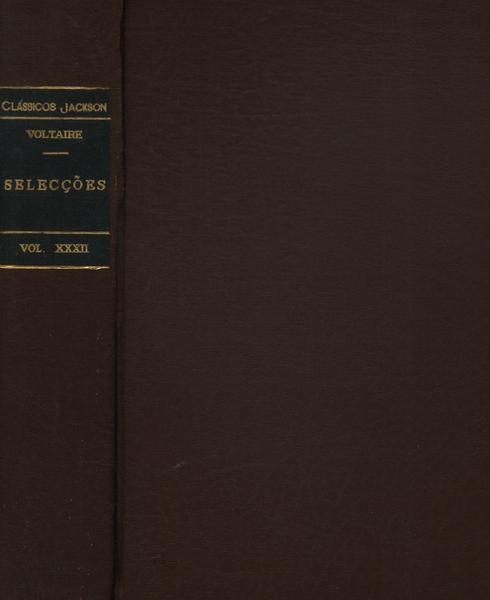 CLÁSSICOS JACKSON
VOLTAIRE
SELECÇÕES
VOL. XXXII